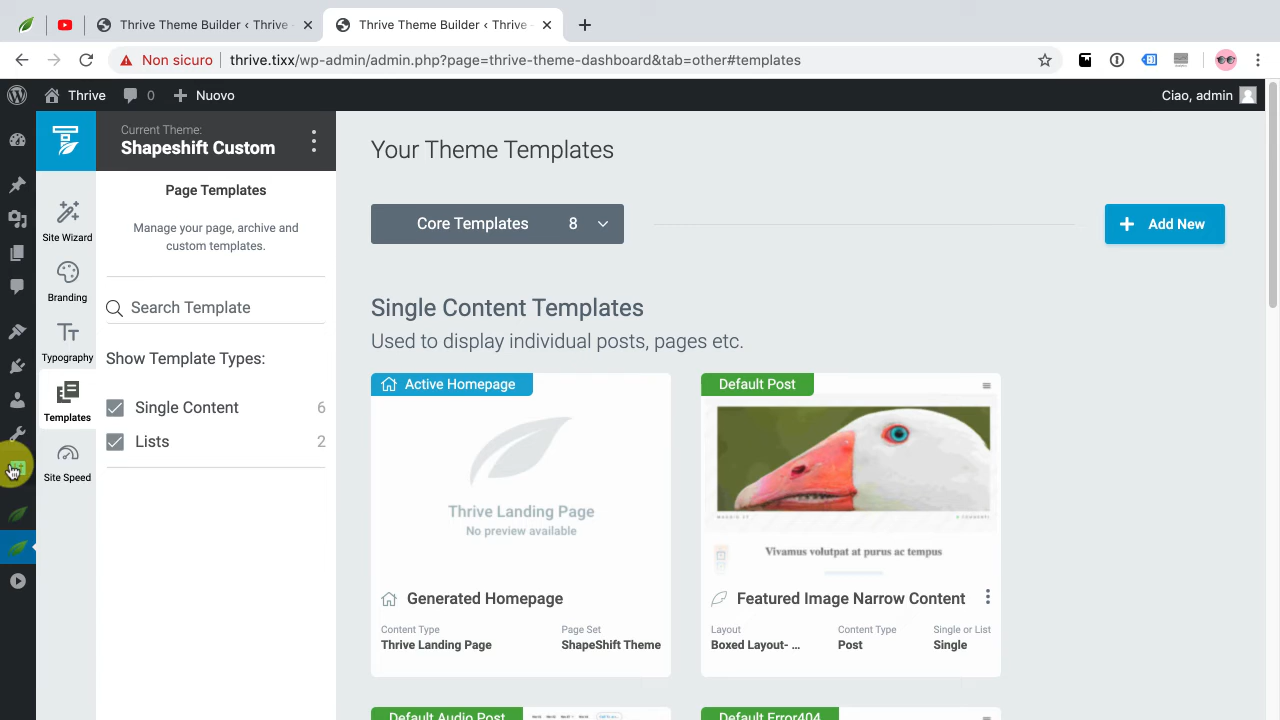 Thrive Theme Builder ‹ Thrive -
Thrive Theme Builder ‹ Thrive -
Non sicuro
thrive.tixx/wp-admin/admin.php?page=thrive-theme-dashboard&tab=other#templates
Thrive
0
Nuovo
Ciao, admin
Current Theme:
Shapeshift Custom
Site Wizard
Branding
Typography
Templates
Site Speed
Page Templates
Manage your page, archive and
custom templates.
Search Template
Show Template Types:
Single Content 6
Lists 2
Your Theme Templates
Core Templates 8
Add New
Single Content Templates
Used to display individual posts, pages etc.
Active Homepage
Thrive Landing Page
No preview available
Generated Homepage
Content Type
Thrive Landing Page
Page Set
ShapeShift Theme
Default Post
Vivamus volutpat at purus ac tempus
Featured Image Narrow Content
Layout
Boxed Layout- ...
Content Type
Post
Single or List
Single
Default Audio Post
Default Error404